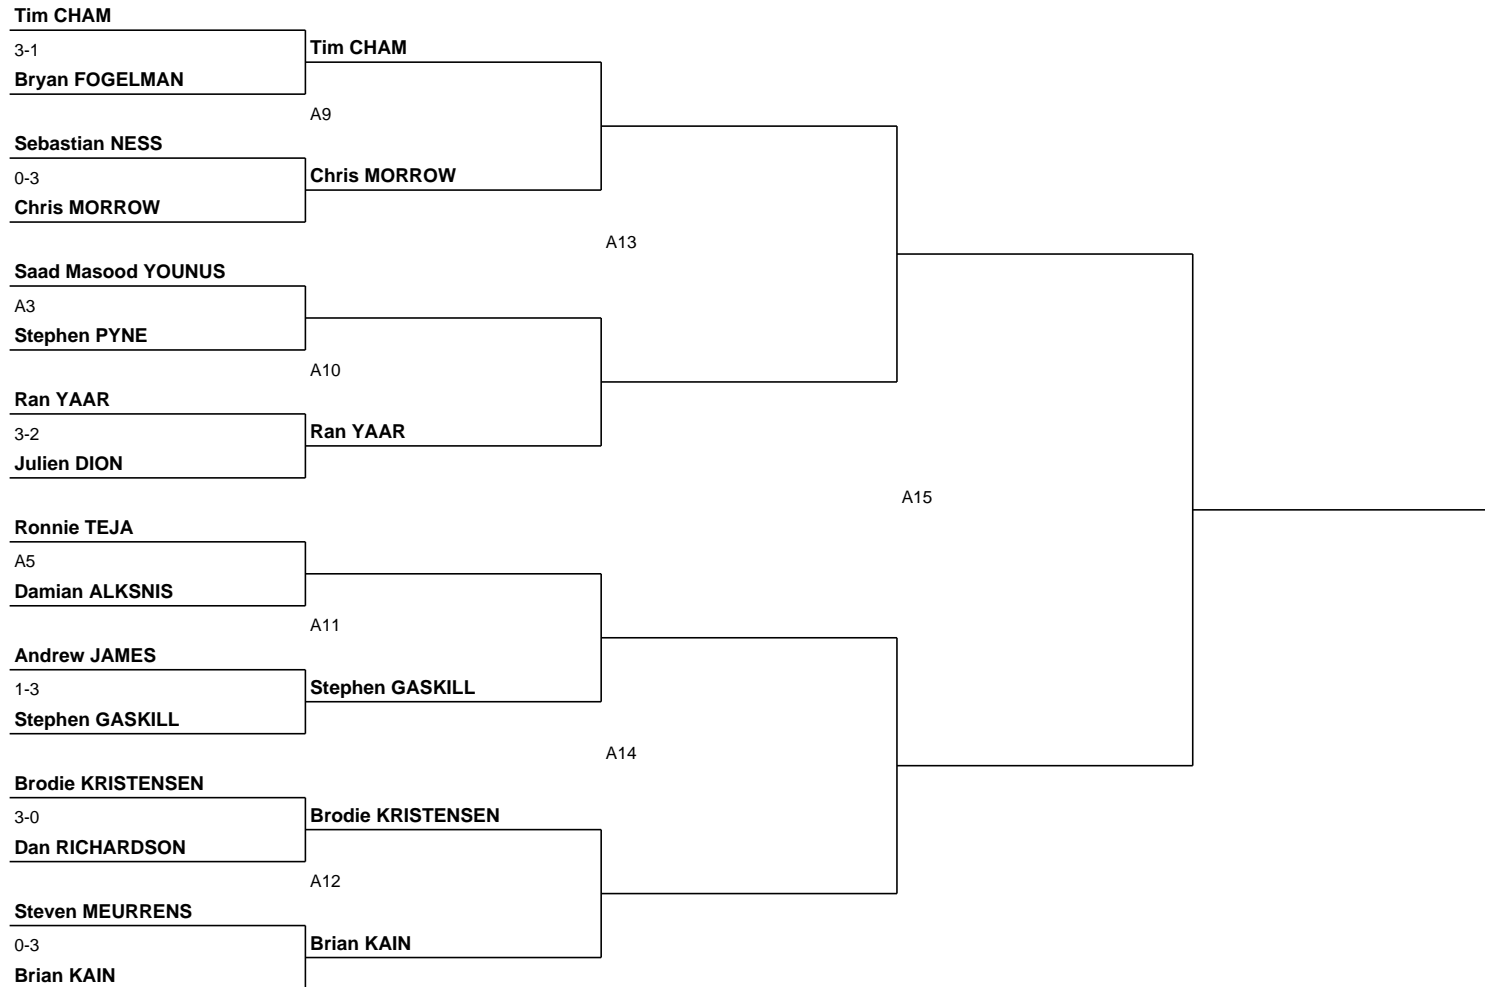 Tim CHAM
3-1
Bryan FOGELMAN
Sebastian NESS
0-3
Chris MORROW
Saad Masood YOUNUS
A3
Stephen PYNE
Ran YAAR
3-2
Julien DION
Ronnie TEJA
A5
Damian ALKSNIS
Andrew JAMES
1-3
Stephen GASKILL
Brodie KRISTENSEN
3-0
Dan RICHARDSON
Steven MEURRENS
0-3
Brian KAIN
Tim CHAM
A9
Chris MORROW
A10
Ran YAAR
A11
Stephen GASKILL
Brodie KRISTENSEN
A12
Brian KAIN
A13
A14
A15